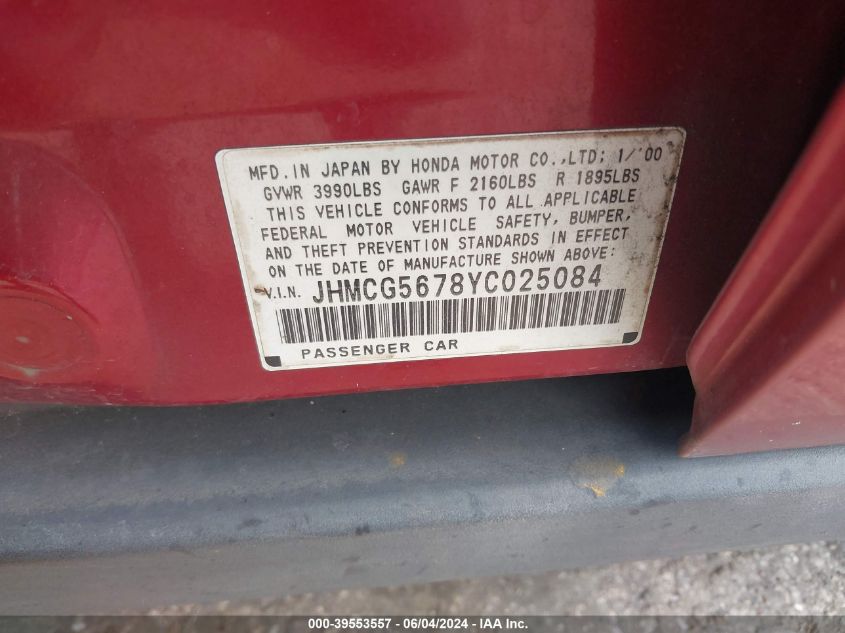 MFD. IN JAPAN BY HONDA MOTOR CO.,LTD; 1/'00
GVWR 3990LBS GAWR F 2160LBS R 1895LBS
THIS VEHICLE CONFORMS TO ALL APPLICABLE
FEDERAL MOTOR VEHICLE SAFETY, BUMPER,
AND THEFT PREVENTION STANDARDS IN EFFECT
ON THE DATE OF MANUFACTURE SHOWN ABOVE:
V.I.N. JHMCG5678YC025084
PASSENGER CAR
000-39553557 - 06/04/2024 - IAA Inc.